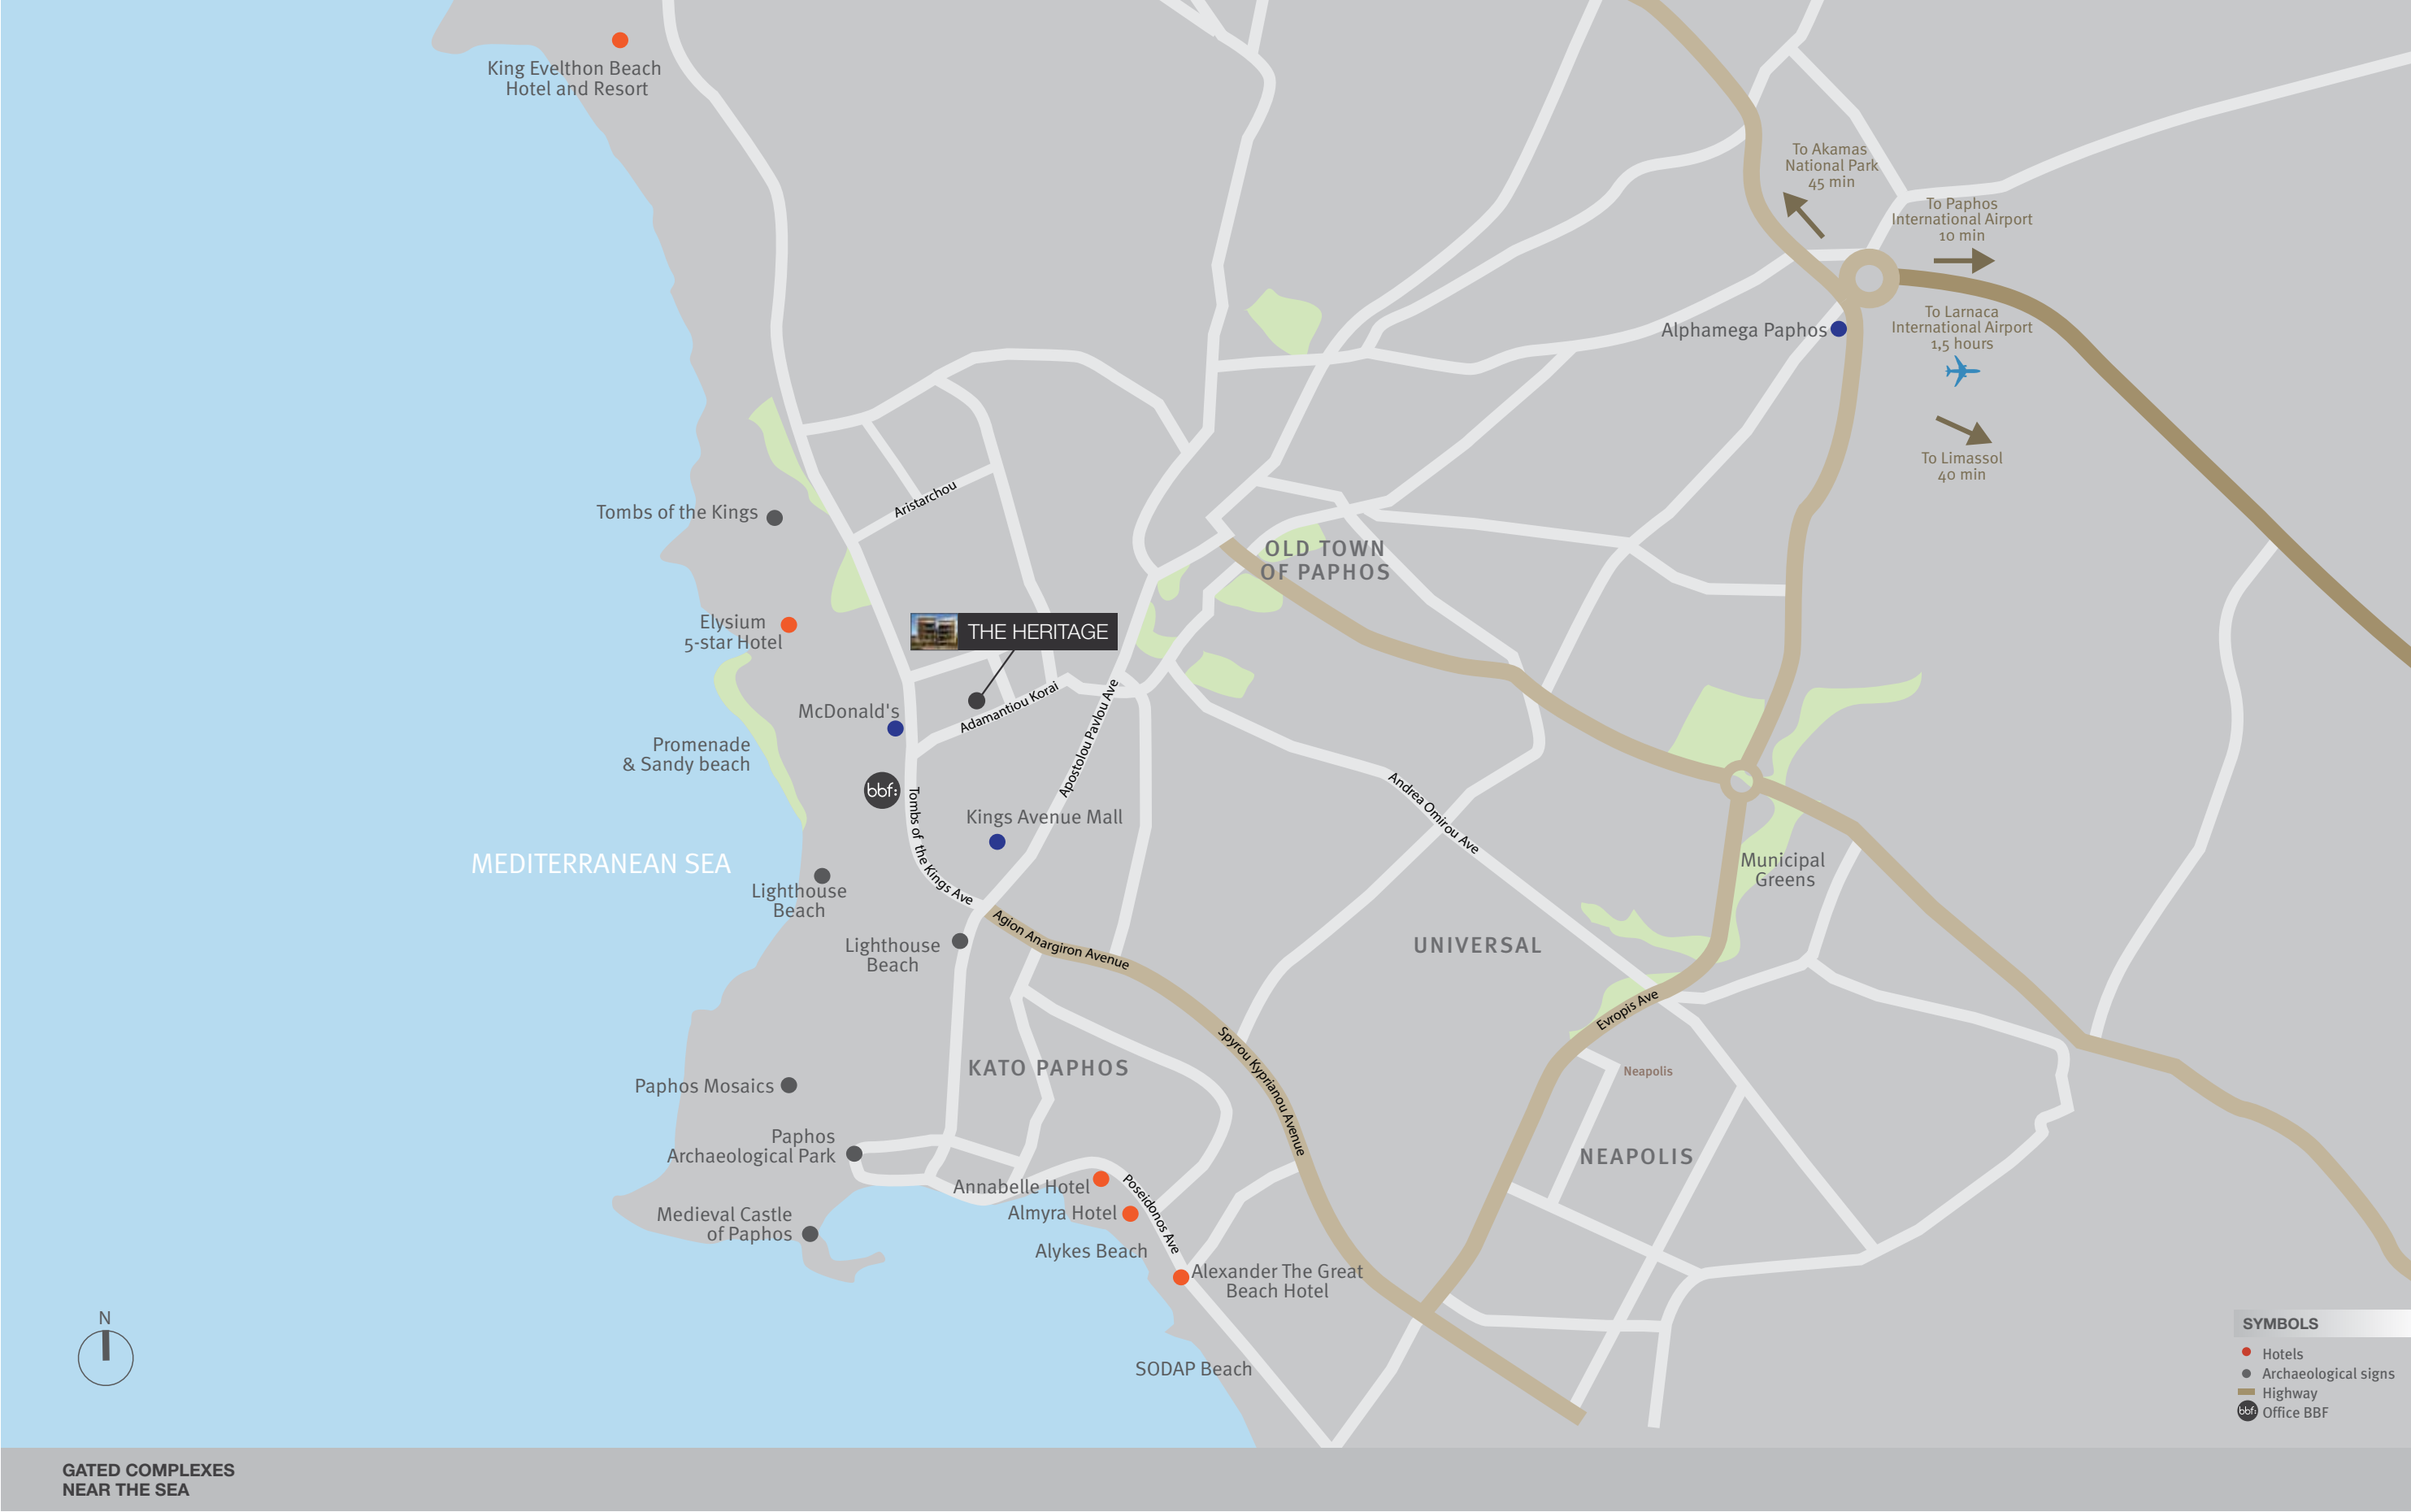 King Evelthon Beach
Hotel and Resort
To Akamas
National Park
45 min
To Paphos
International Airport
10 min
To Larnaca
International Airport
1,5 hours
Alphamega Paphos
To Limassol
40 min
Aristarchou
Tombs of the Kings
OLD TOWN
OF PAPHOS
Elysium
5-star Hotel
THE HERITAGE
Adamantiou Korai
McDonald's
Apostolou Pavlou Ave
Promenade
& Sandy beach
bbf:
Tombs of the Kings Ave
Kings Avenue Mall
Andrea Omirou Ave
MEDITERRANEAN SEA
Municipal
Greens
Lighthouse
Beach
Agion Anargiron Avenue
Lighthouse
Beach
UNIVERSAL
Evropis Ave
Spyrou Kyprianou Avenue
KATO PAPHOS
Neapolis
Paphos Mosaics
Paphos
Archaeological Park
NEAPOLIS
Annabelle Hotel
Poseidonos Ave
Almyra Hotel
Medieval Castle
of Paphos
Alykes Beach
Alexander The Great
Beach Hotel
SODAP Beach
N
SYMBOLS
Hotels
Archaeological signs
Highway
bbf: Office BBF
GATED COMPLEXES
NEAR THE SEA